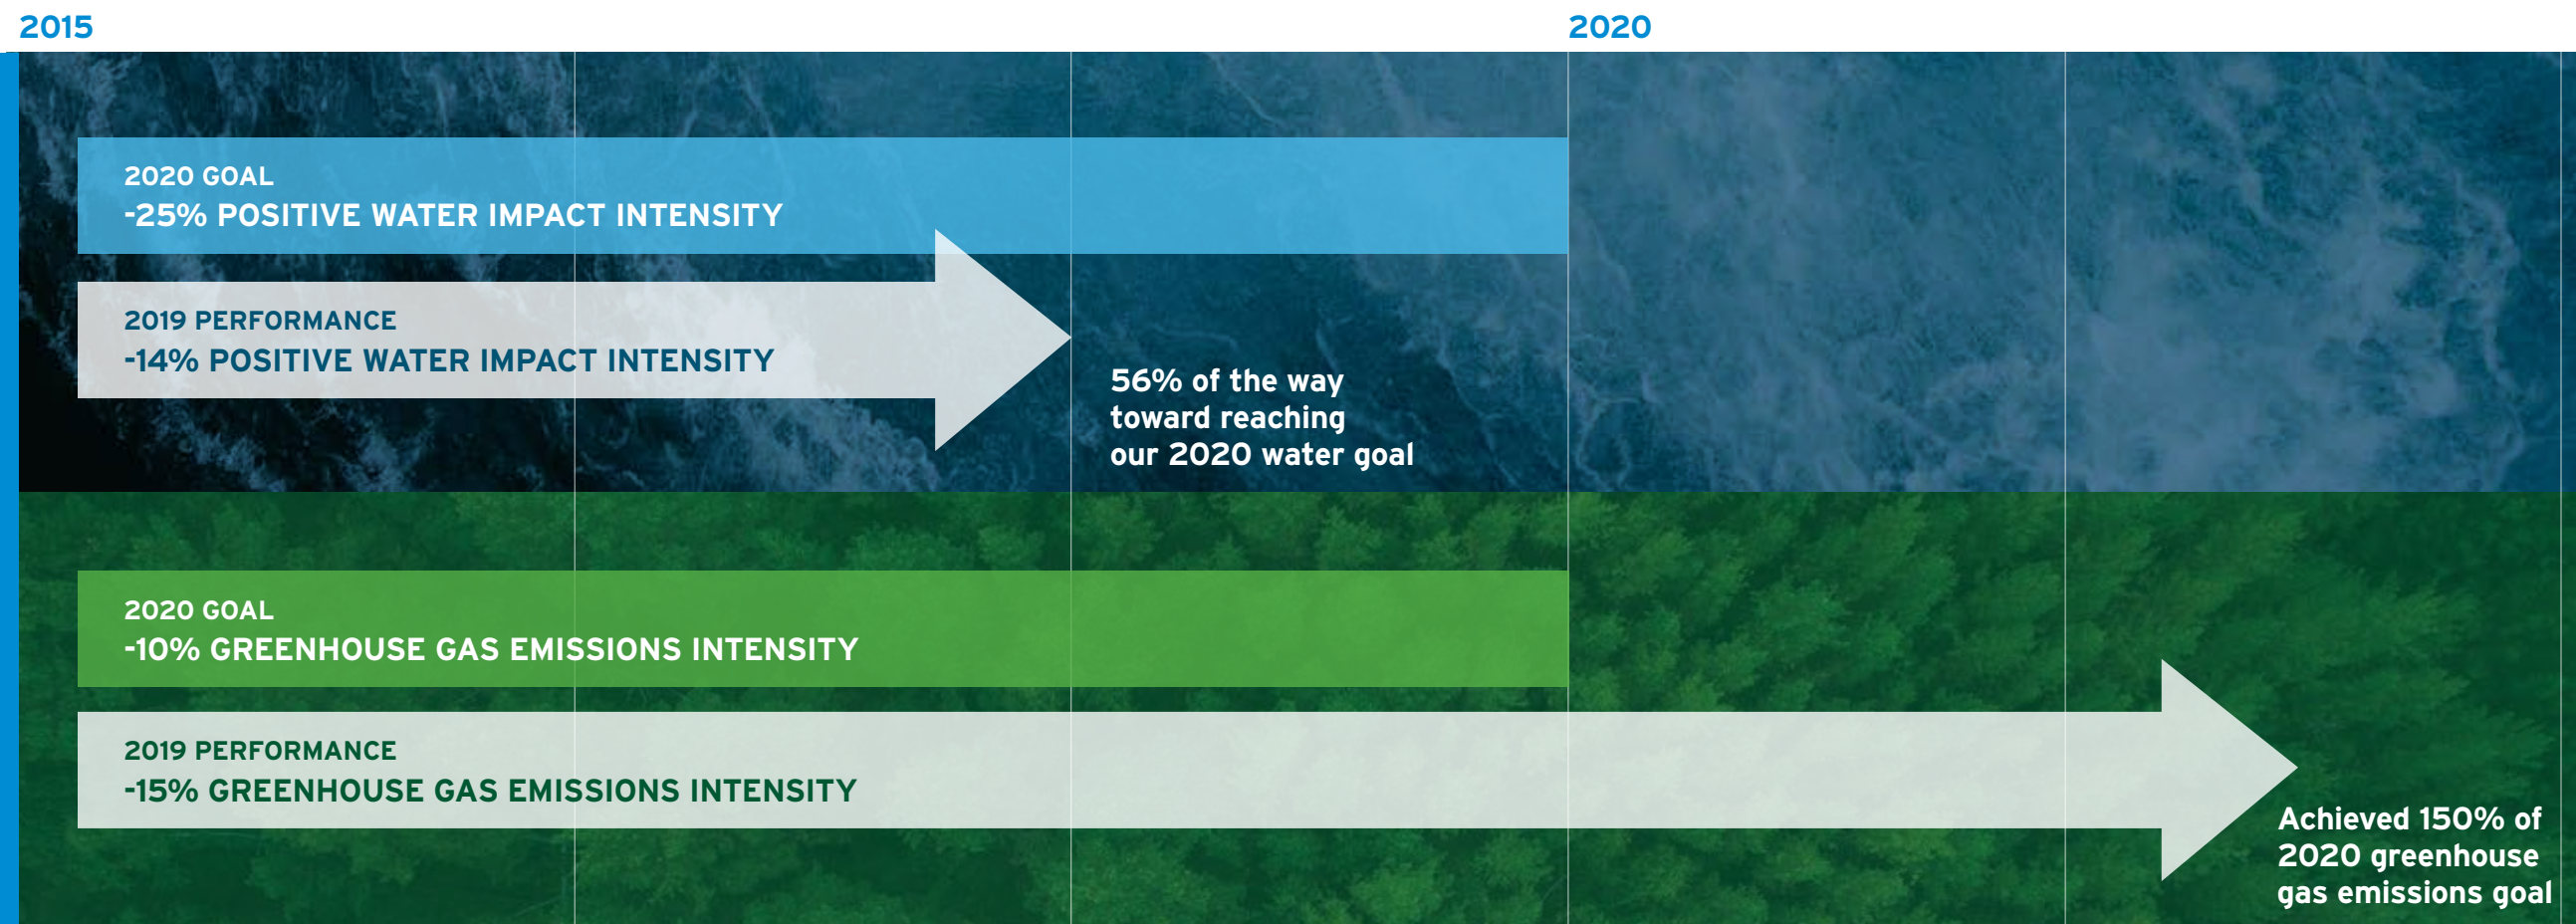 2015
2020
2020 GOAL
-25% POSITIVE WATER IMPACT INTENSITY
2019 PERFORMANCE
-14% POSITIVE WATER IMPACT INTENSITY
56% of the way
toward reaching
our 2020 water goal
2020 GOAL
-10% GREENHOUSE GAS EMISSIONS INTENSITY
2019 PERFORMANCE
-15% GREENHOUSE GAS EMISSIONS INTENSITY
Achieved 150% of
2020 greenhouse
gas emissions goal